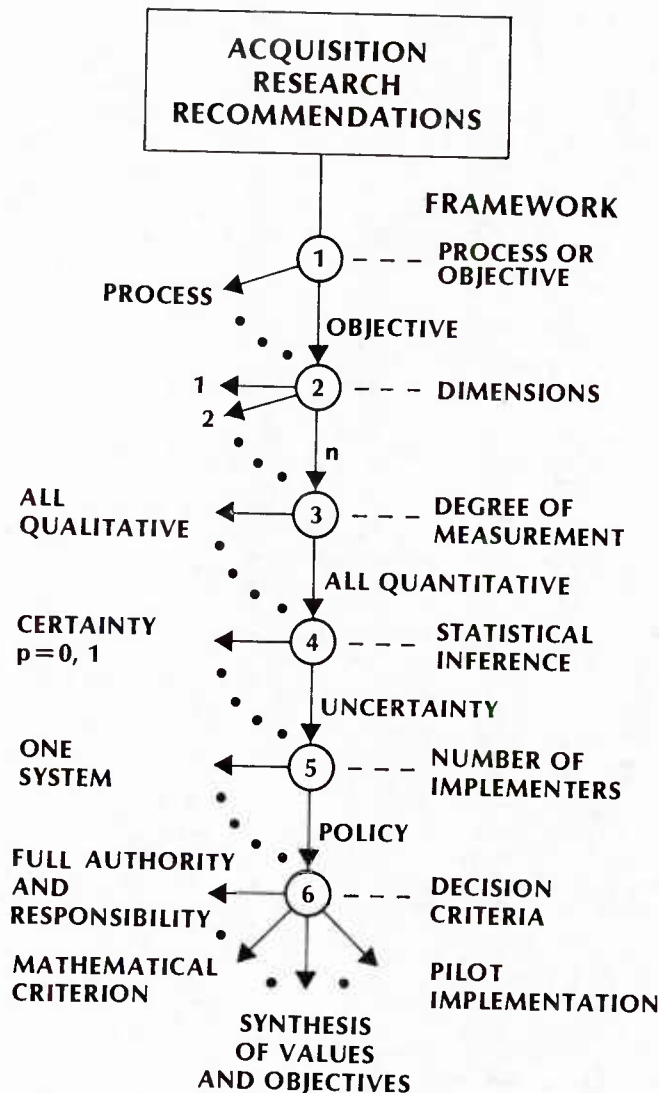 ACQUISITION
RESEARCH
RECOMMENDATIONS
FRAMEWORK
1
PROCESS OR
OBJECTIVE
PROCESS
OBJECTIVE
1
2
2
DIMENSIONS
n
ALL
QUALITATIVE
3
DEGREE OF
MEASUREMENT
ALL QUANTITATIVE
CERTAINTY
p=0, 1
4
STATISTICAL
INFERENCE
UNCERTAINTY
ONE
SYSTEM
5
NUMBER OF
IMPLEMENTERS
POLICY
FULL AUTHORITY
AND
RESPONSIBILITY
6
DECISION
CRITERIA
MATHEMATICAL
CRITERION
PILOT
IMPLEMENTATION
SYNTHESIS
OF VALUES
AND OBJECTIVES